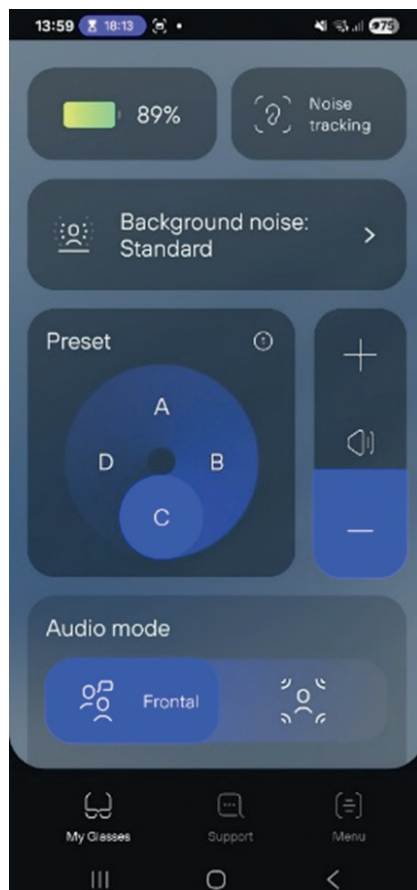 13:59 18:13 75
89%
Noise
tracking
Background noise:
Standard
Preset
A
D B
C
Audio mode
Frontal
My Glasses Support Menu